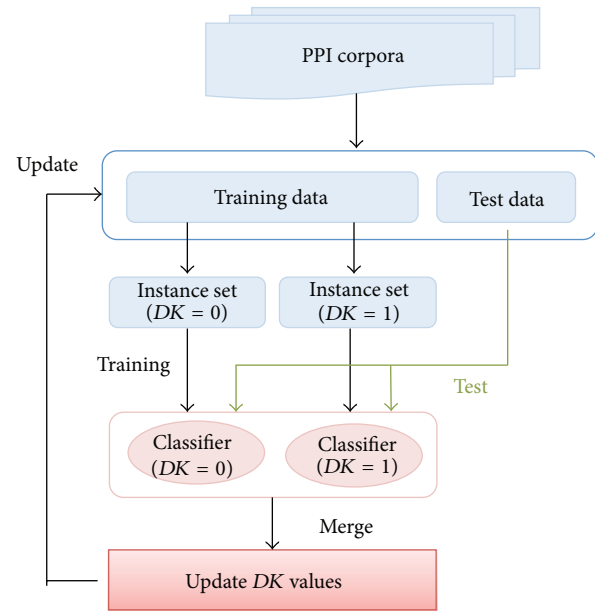 PPI corpora
Update
Training data
Test data
Instance set
(DK = 0)
Instance set
(DK = 1)
Training
Test
Classifier
(DK = 0)
Classifier
(DK = 1)
Merge
Update DK values